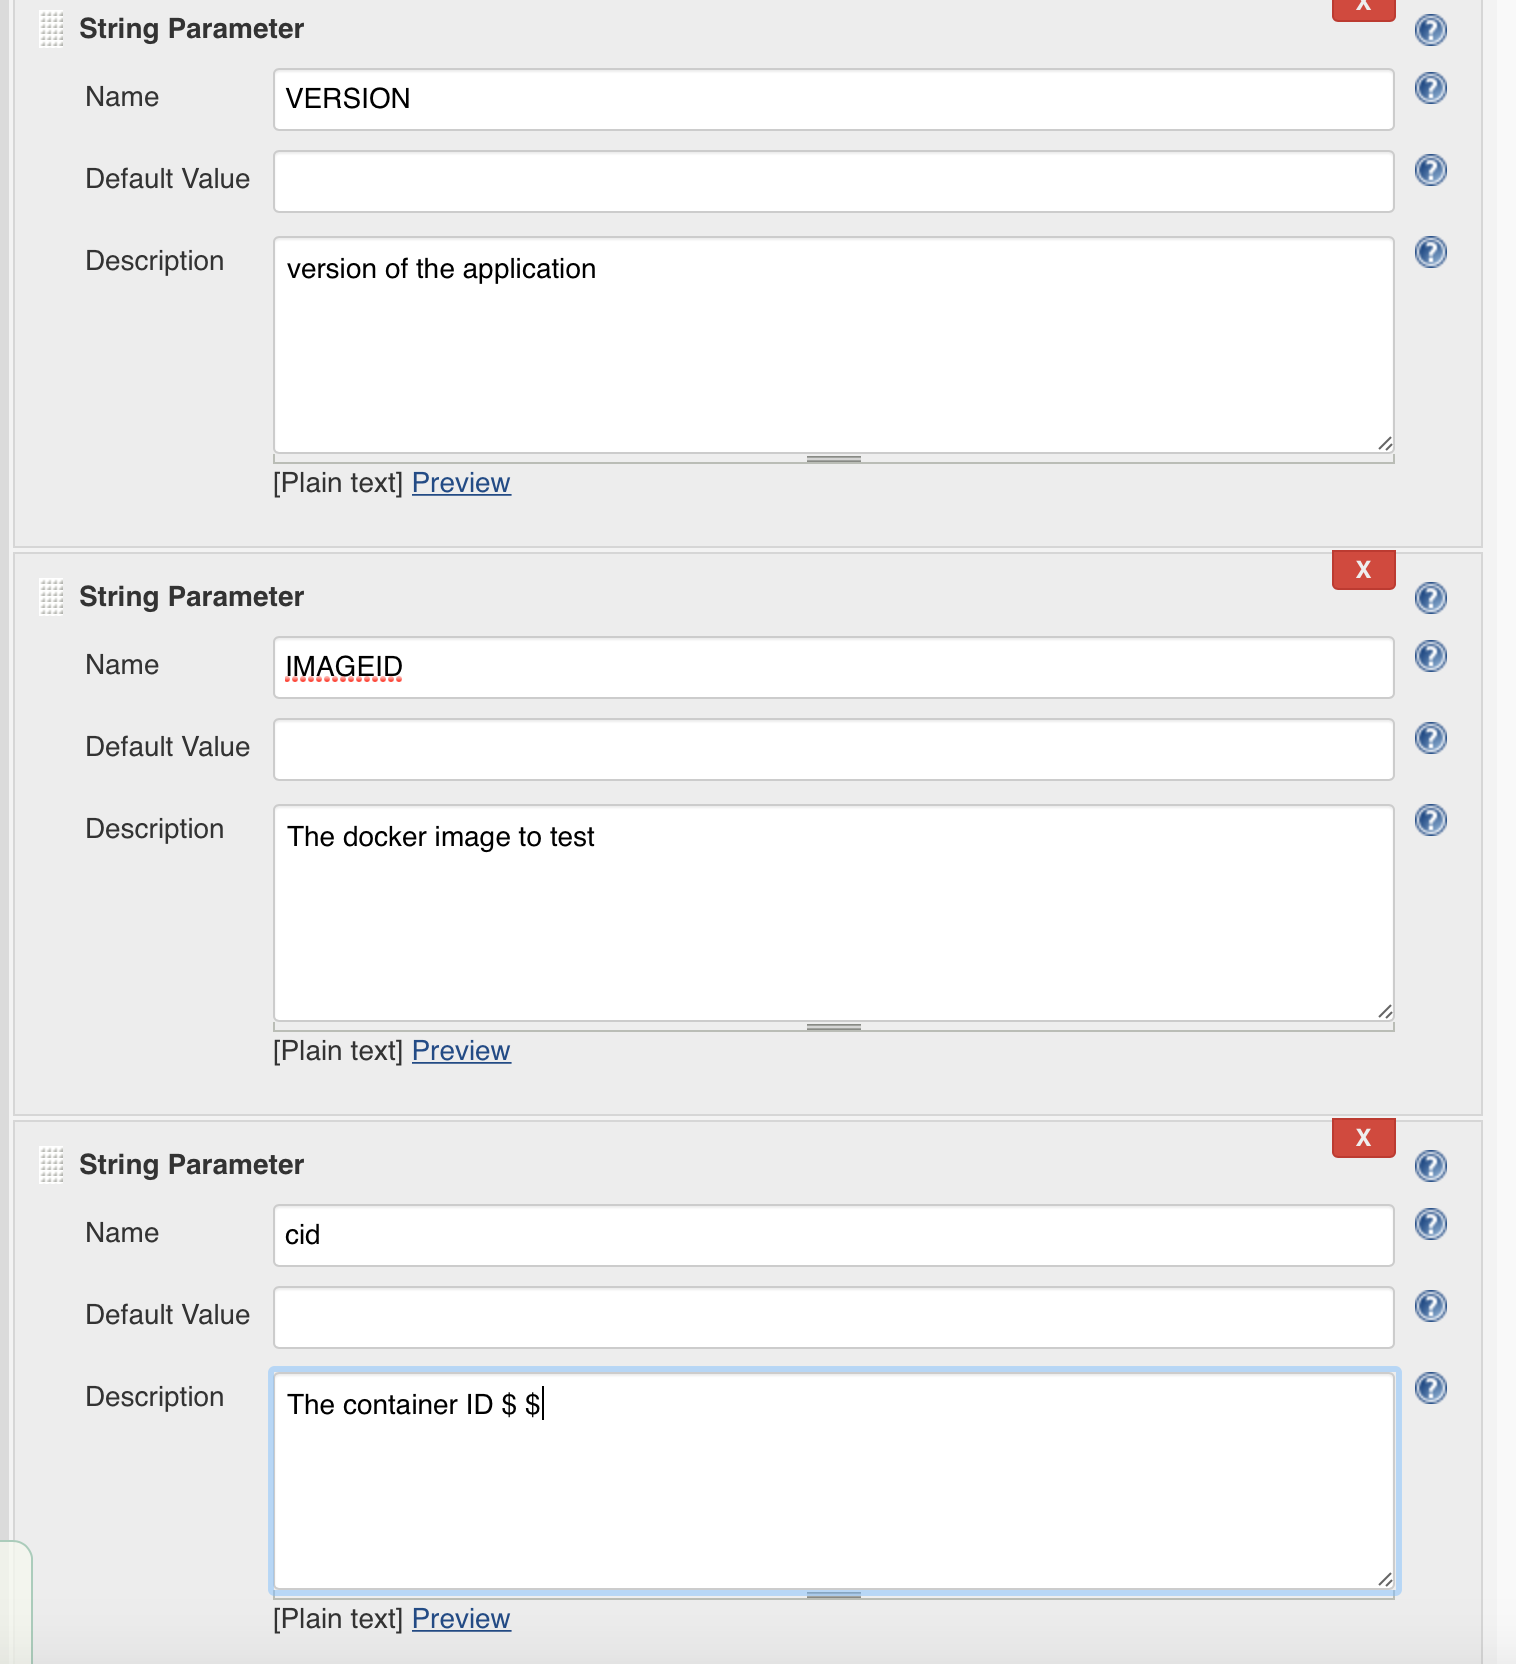 X
String Parameter
Name VERSION
Default Value
Description version of the application
[Plain text] Preview
X
String Parameter
Name IMAGEID
Default Value
Description The docker image to test
[Plain text] Preview
X
String Parameter
Name cid
Default Value
Description The container ID $ $
[Plain text] Preview